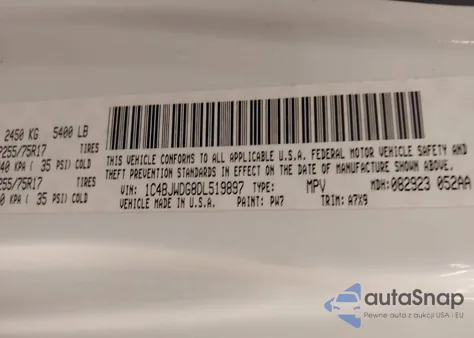 2450 KG 5400 LB
P255/75R17 TIRES
40 KPA ( 35 PSI) COLD
255/75R17 TIRES
0 KPA ( 35 PSI) COLD
THIS VEHICLE CONFORMS TO ALL APPLICABLE U.S.A. FEDERAL MOTOR VEHICLE SAFETY AND
THEFT PREVENTION STANDARDS IN EFFECT ON THE DATE OF MANUFACTURE SHOWN ABOVE.
VIN: 1C4BJWDG8DL519897 TYPE: MPV MDH: 082923 052AA
VEHICLE MADE IN U.S.A. PAINT: PW7 TRIM: A7X9
autoSnap
Pewne auta z aukcji USA i EU